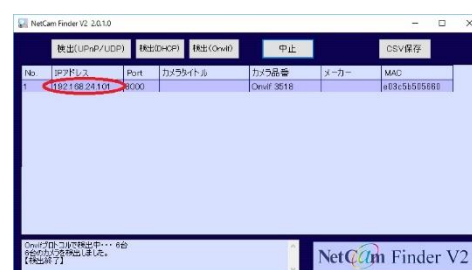 NetCam Finder V2 2.0.1.0
検出(UPnP/UDP) 検出(DHCP) 検出(Onvif) 中止 CSV保存
No. IPアドレス Port カメラタイトル カメラ品番 メーカー MAC
1 192.168.24.101 8000 Onvif 3518 a03c5b505668
Onvifプロトコルで検出中・・・ 6台
6台のカメラを検出しました。
【検出終了】
NetCam Finder V2